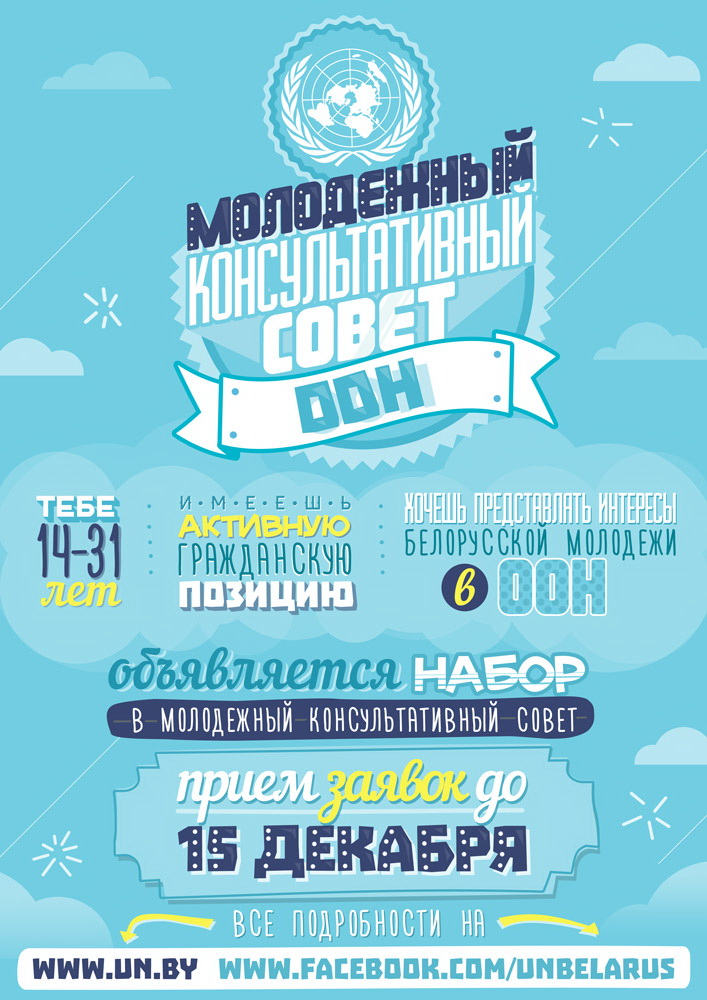 МОЛОДЕЖНЫЙ
КОНСУЛЬТАТИВНЫЙ
СОВЕТ
ООН
ТЕБЕ
14-31
лет
И·М·Е·Е·Ш·Ь
АКТИВНУЮ
ГРАЖДАНСКУЮ
ПОЗИЦИЮ
ХОЧЕШЬ ПРЕДСТАВЛЯТЬ ИНТЕРЕСЫ
БЕЛОРУССКОЙ МОЛОДЕЖИ
в ООН
объявляется НАБОР
В МОЛОДЕЖНЫЙ КОНСУЛЬТАТИВНЫЙ СОВЕТ
прием заявок до
15 ДЕКАБРЯ
ВСЕ ПОДРОБНОСТИ НА
WWW.UN.BY WWW.FACEBOOK.COM/UNBELARUS